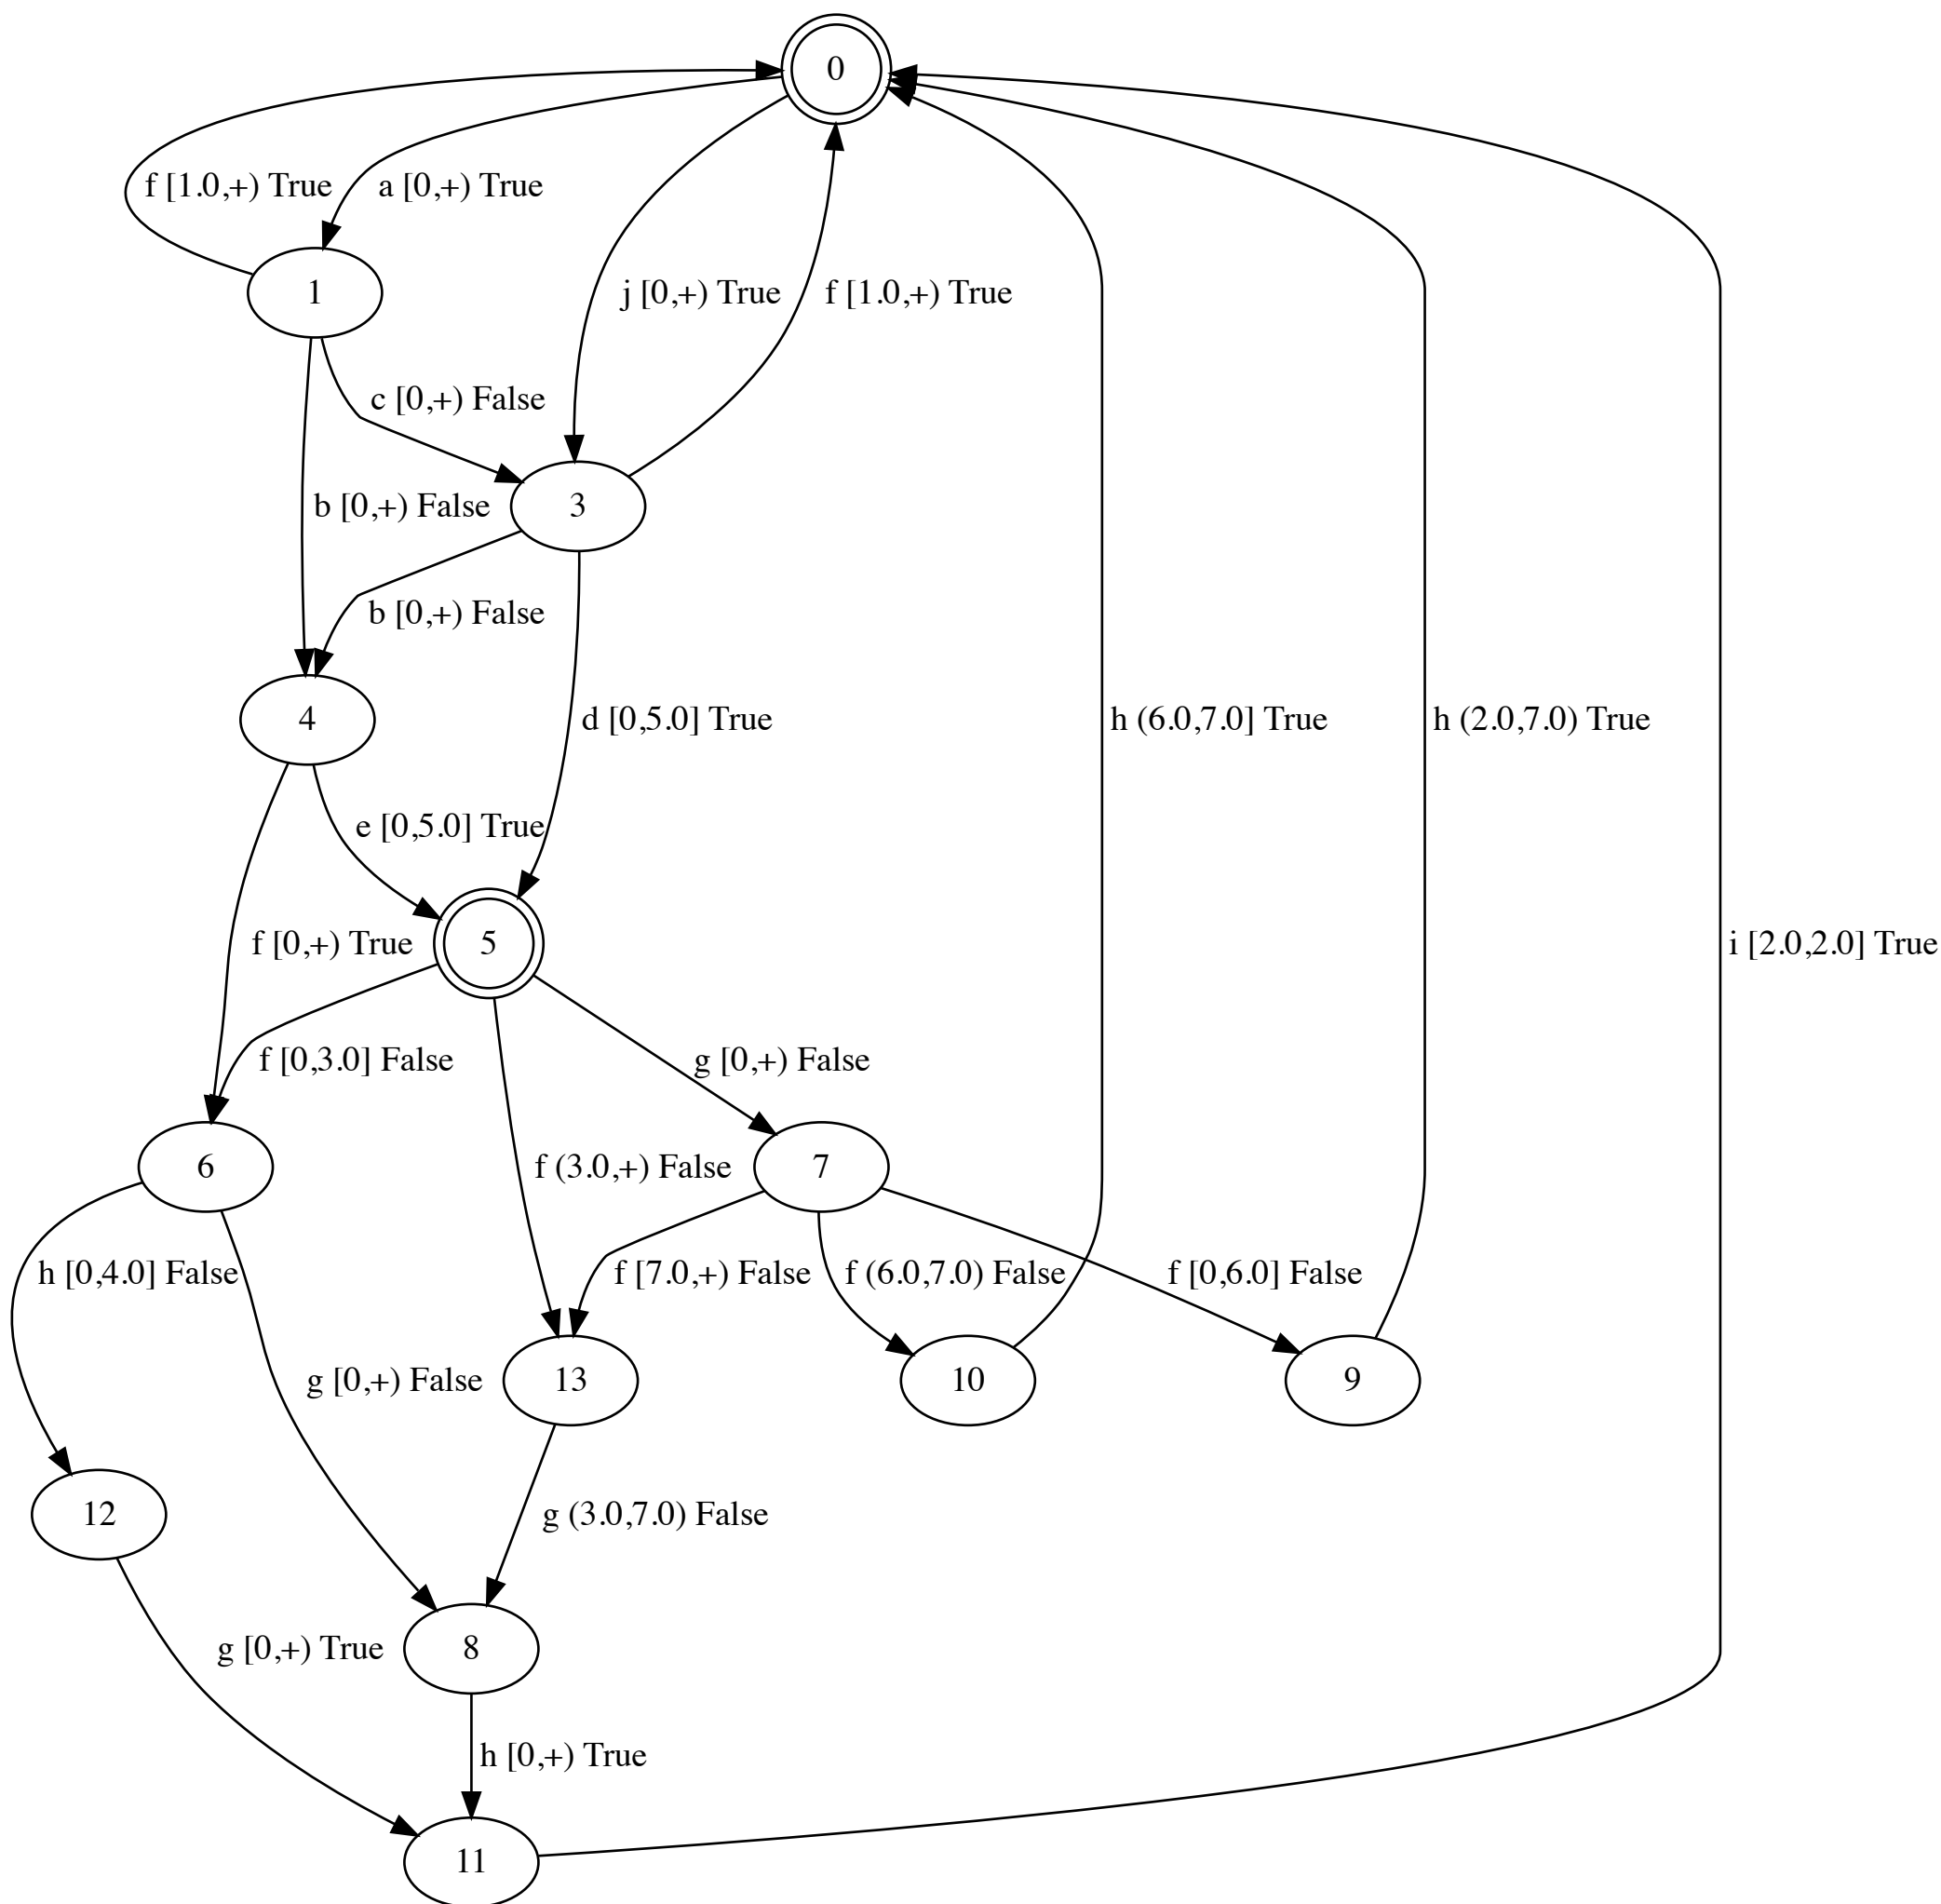 0
f [1.0,+) True
a [0,+) True
1
j [0,+) True
f [1.0,+) True
c [0,+) False
b [0,+) False
3
b [0,+) False
4
d [0,5.0] True
h (6.0,7.0] True
h (2.0,7.0) True
e [0,5.0] True
f [0,+) True
5
i [2.0,2.0] True
f [0,3.0] False
g [0,+) False
6
f (3.0,+) False
7
h [0,4.0] False
f [7.0,+) False
f (6.0,7.0) False
f [0,6.0] False
g [0,+) False
13
10
9
12
g (3.0,7.0) False
g [0,+) True
8
h [0,+) True
11